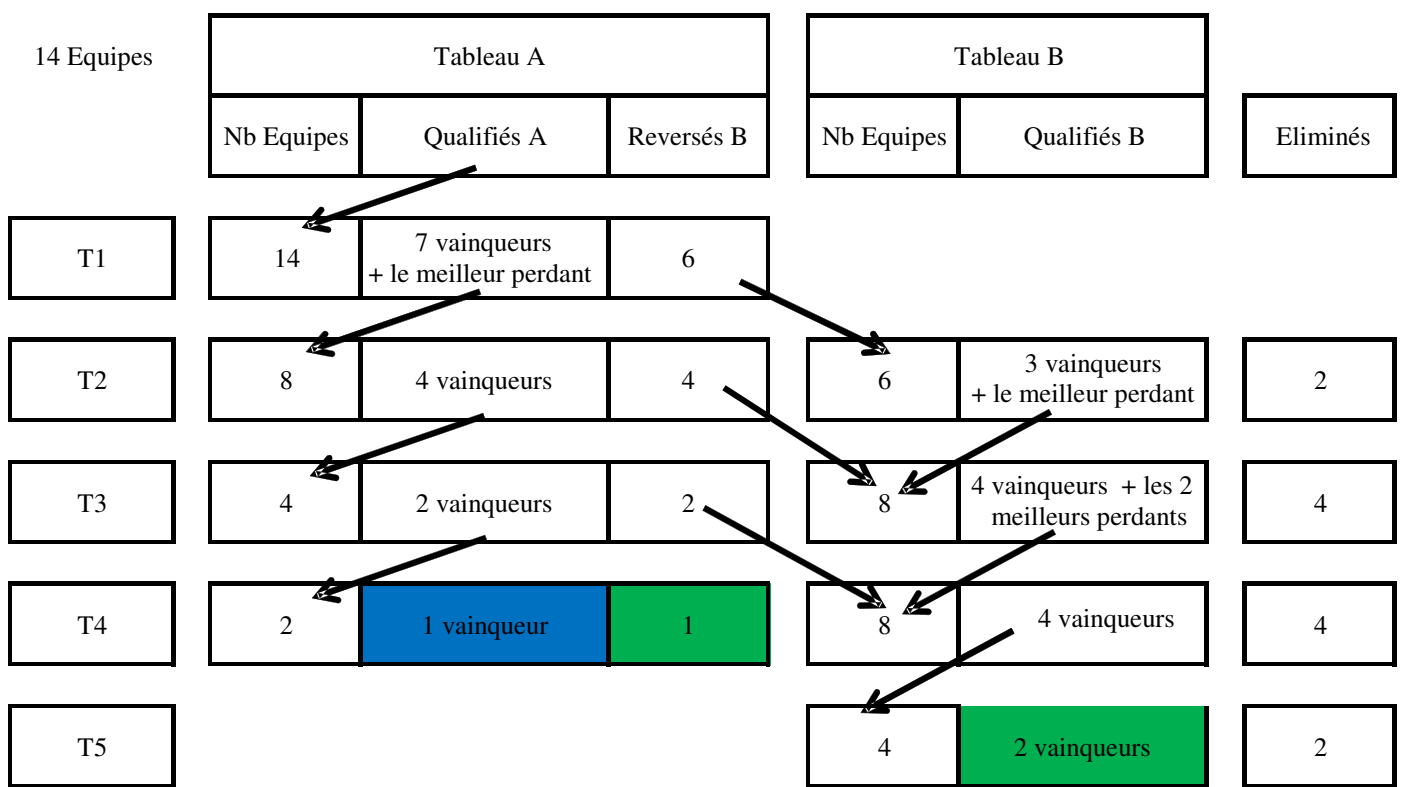 14 Equipes
Tableau A
Tableau B
Nb Equipes
Qualifiés A
Reversés B
Nb Equipes
Qualifiés B
Eliminés
T1
14
7 vainqueurs
+ le meilleur perdant
6
T2
8
4 vainqueurs
4
6
3 vainqueurs
+ le meilleur perdant
2
T3
4
2 vainqueurs
2
8
4 vainqueurs + les 2
meilleurs perdants
4
T4
2
1 vainqueur
1
8
4 vainqueurs
4
T5
4
2 vainqueurs
2